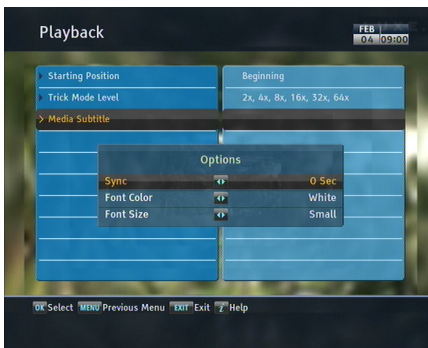 Playback
FEB
04 09:00
Starting Position Beginning
Trick Mode Level 2x, 4x, 8x, 16x, 32x, 64x
> Media Subtitle
Options
Sync 0 Sec
Font Color White
Font Size Small
OK Select MENU Previous Menu EXIT Exit ? Help